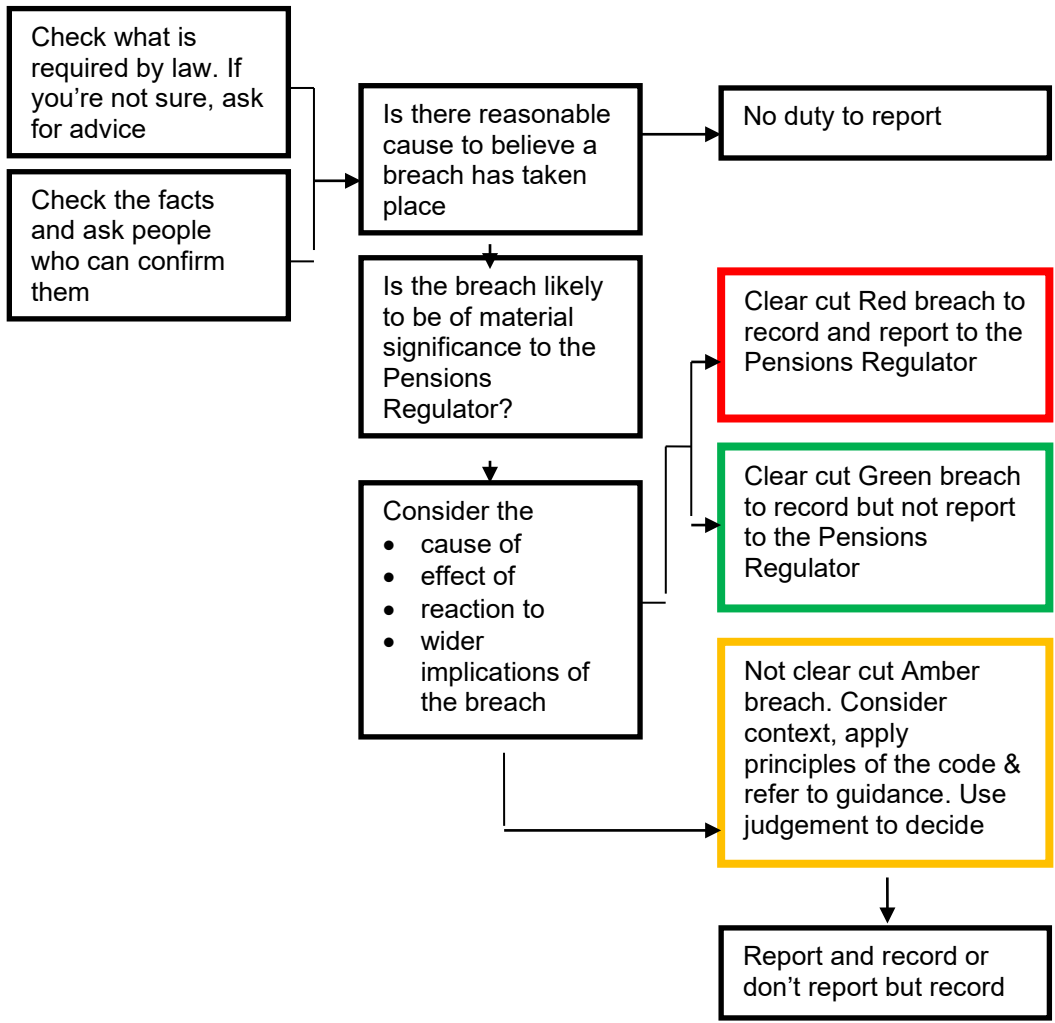 Check what is
required by law. If
you're not sure, ask
for advice
Check the facts
and ask people
who can confirm
them
Is there reasonable
cause to believe a
breach has taken
place
No duty to report
Is the breach likely
to be of material
significance to the
Pensions
Regulator?
Consider the
• cause of
• effect of
• reaction to
• wider
implications of
the breach
Clear cut Red breach to
record and report to the
Pensions Regulator
Clear cut Green breach
to record but not report
to the Pensions
Regulator
Not clear cut Amber
breach. Consider
context, apply
principles of the code &
refer to guidance. Use
judgement to decide
Report and record or
don't report but record